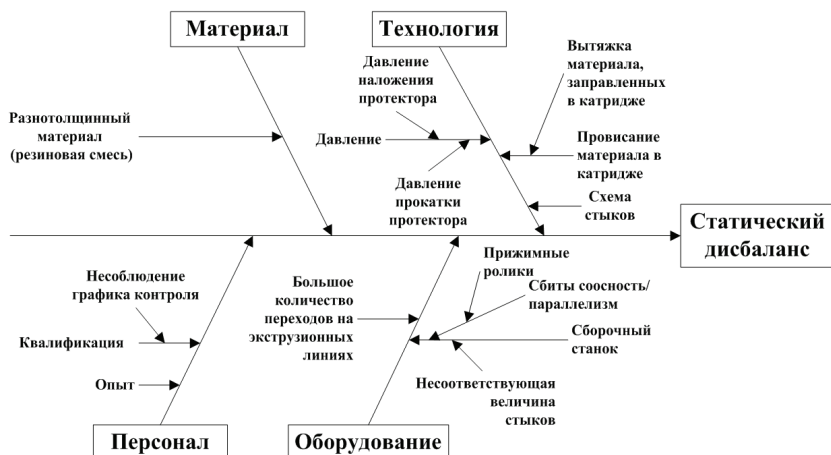 Материал
Технология
Давление
наложения
протектора
Вытяжка
материала,
заправленных
в катридже
Разнотолщинный
материал
(резиновая смесь)
Давление
Провисание
материала в
катридже
Давление
прокатки
протектора
Схема
стыков
Статический
дисбаланс
Несоблюдение
графика контроля
Квалификация
Опыт
Большое
количество
переходов на
экструзионных
линиях
Прижимные
ролики
Сбиты соосность/
параллелизм
Сборочный
станок
Несоответствующая
величина
стыков
Персонал
Оборудование